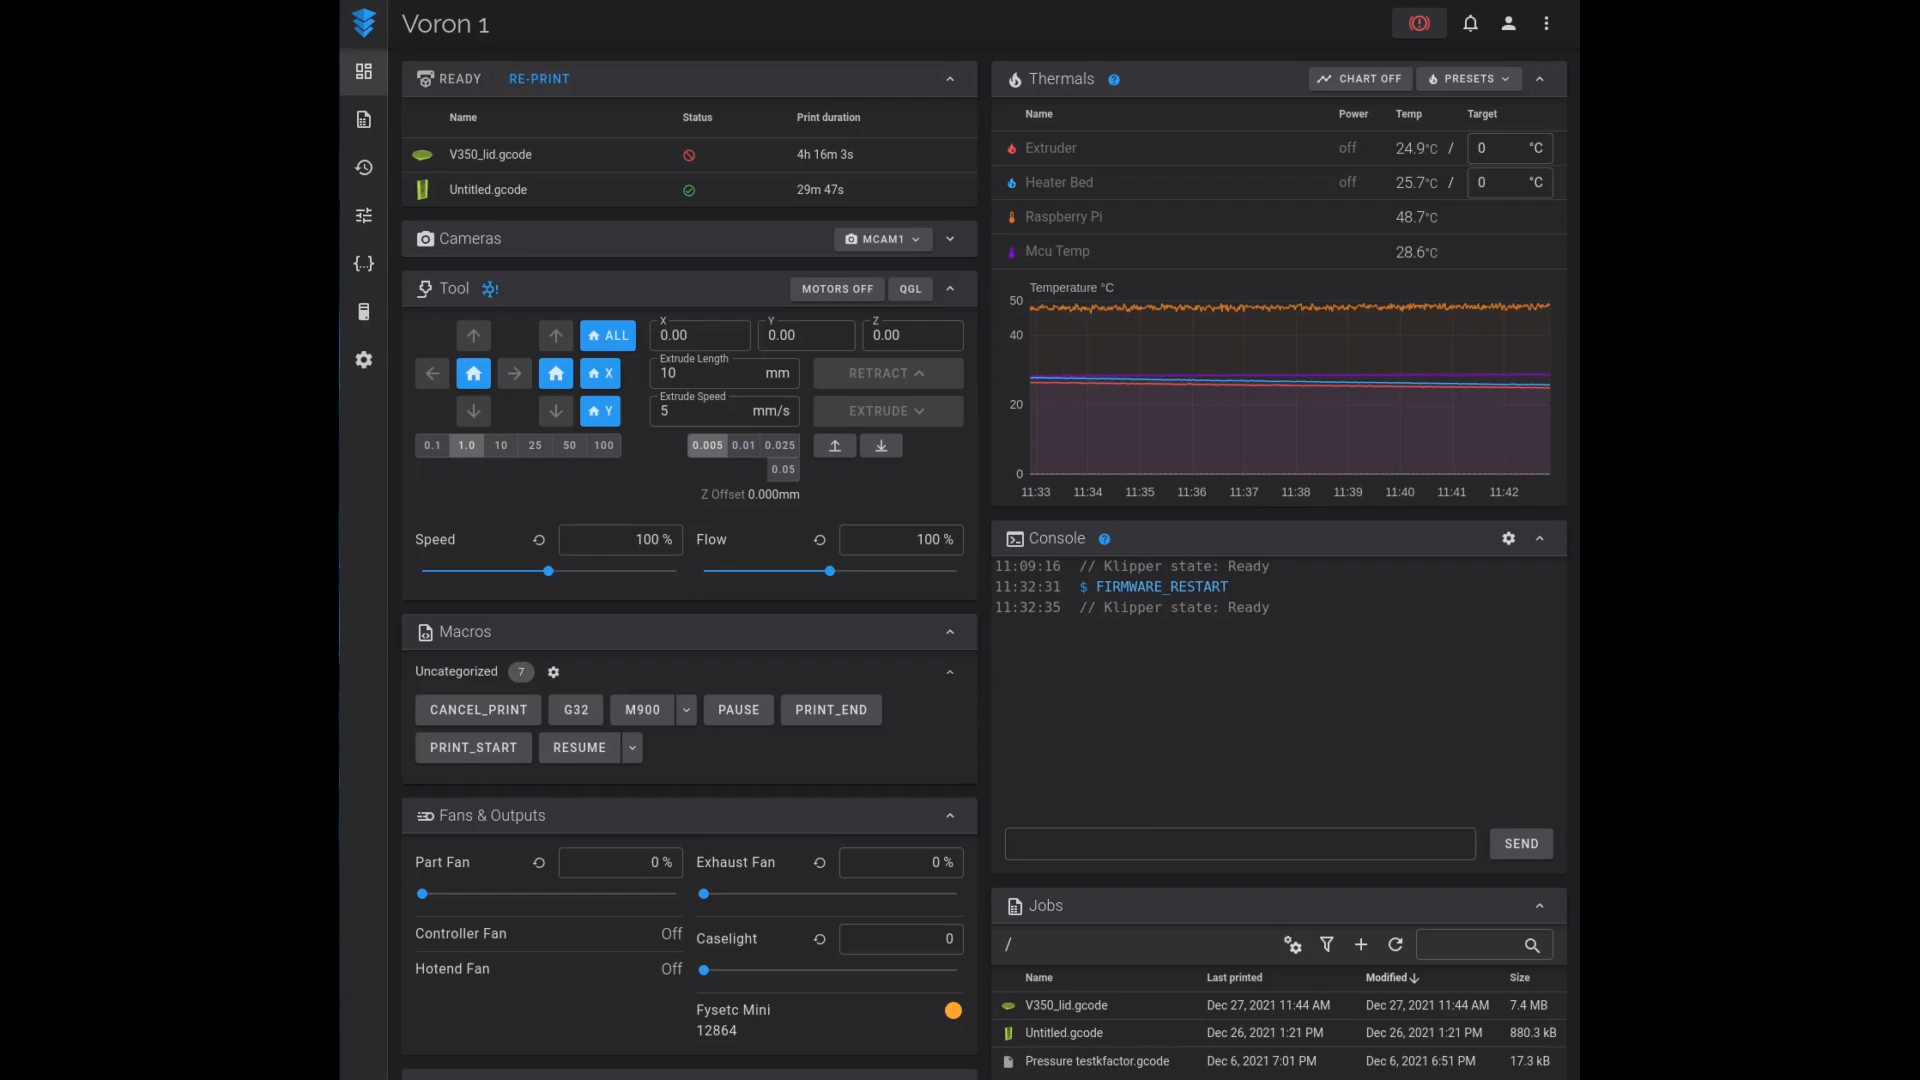 Voron 1
READY RE-PRINT
Name Status Print duration
V350_lid.gcode 4h 16m 3s
Untitled.gcode 29m 47s
Cameras MCAM1
Tool MOTORS OFF QGL
ALL
X
Y
X 0.00 Y 0.00 Z 0.00
Extrude Length
10 mm
RETRACT
Extrude Speed
5 mm/s
EXTRUDE
0.1 1.0 10 25 50 100
0.005 0.01 0.025
0.05
Z Offset 0.000mm
Speed 100 % Flow 100 %
Macros
Uncategorized 7
CANCEL_PRINT G32 M900 PAUSE PRINT_END
PRINT_START RESUME
Fans & Outputs
Part Fan 0 % Exhaust Fan 0 %
Controller Fan Off
Hotend Fan Off
Caselight 0
Fysetc Mini
12864
Thermals CHART OFF PRESETS
Name Power Temp Target
Extruder off 24.9°C / 0 °C
Heater Bed off 25.7°C / 0 °C
Raspberry Pi 48.7°C
Mcu Temp 28.6°C
Temperature °C
50
40
20
0
11:33 11:34 11:35 11:36 11:37 11:38 11:39 11:40 11:41 11:42
Console
11:09:16 // Klipper state: Ready
11:32:31 $ FIRMWARE_RESTART
11:32:35 // Klipper state: Ready
SEND
Jobs
/
Name Last printed Modified Size
V350_lid.gcode Dec 27, 2021 11:44 AM Dec 27, 2021 11:44 AM 7.4 MB
Untitled.gcode Dec 26, 2021 1:21 PM Dec 26, 2021 1:21 PM 880.3 kB
Pressure testkfactor.gcode Dec 6, 2021 7:01 PM Dec 6, 2021 6:51 PM 17.3 kB